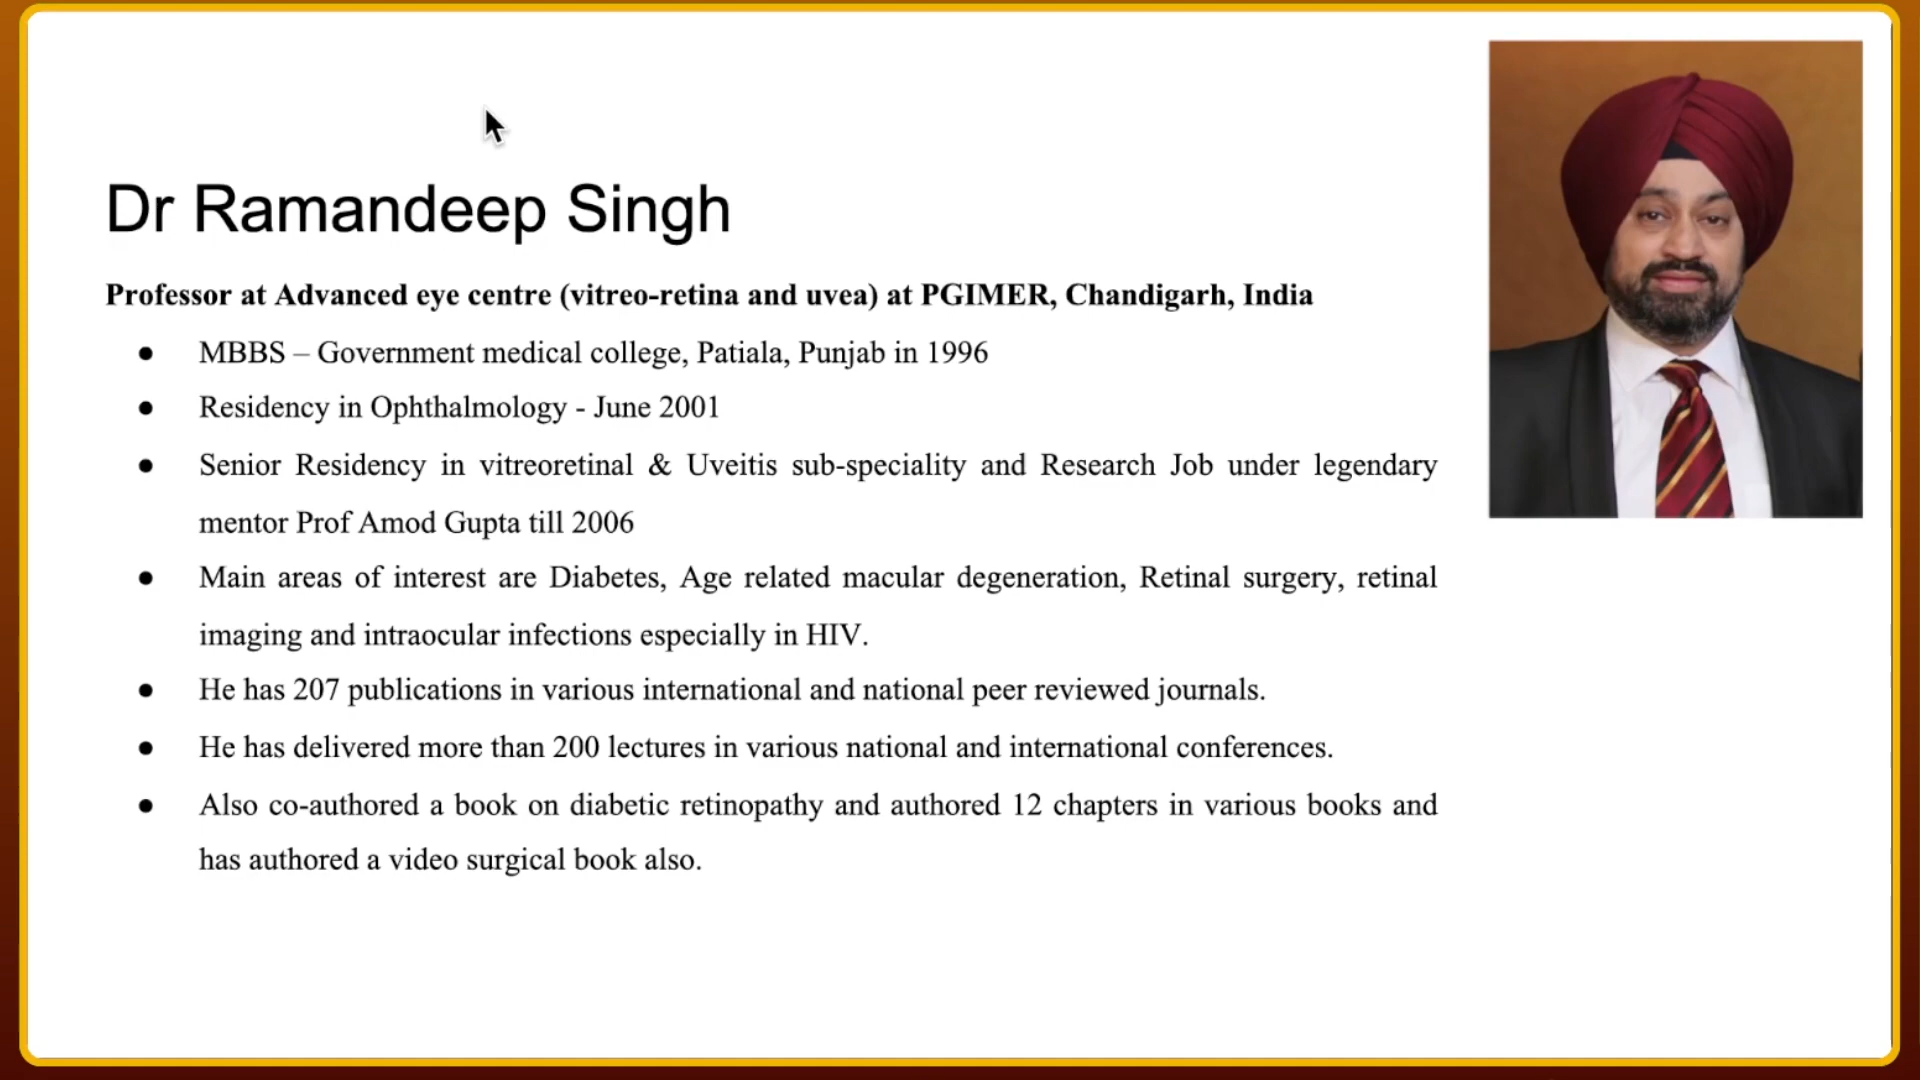 Dr Ramandeep Singh
Professor at Advanced eye centre (vitreo-retina and uvea) at PGIMER, Chandigarh, India
● MBBS – Government medical college, Patiala, Punjab in 1996
● Residency in Ophthalmology - June 2001
● Senior Residency in vitreoretinal & Uveitis sub-speciality and Research Job under legendary
mentor Prof Amod Gupta till 2006
● Main areas of interest are Diabetes, Age related macular degeneration, Retinal surgery, retinal
imaging and intraocular infections especially in HIV.
● He has 207 publications in various international and national peer reviewed journals.
● He has delivered more than 200 lectures in various national and international conferences.
● Also co-authored a book on diabetic retinopathy and authored 12 chapters in various books and
has authored a video surgical book also.